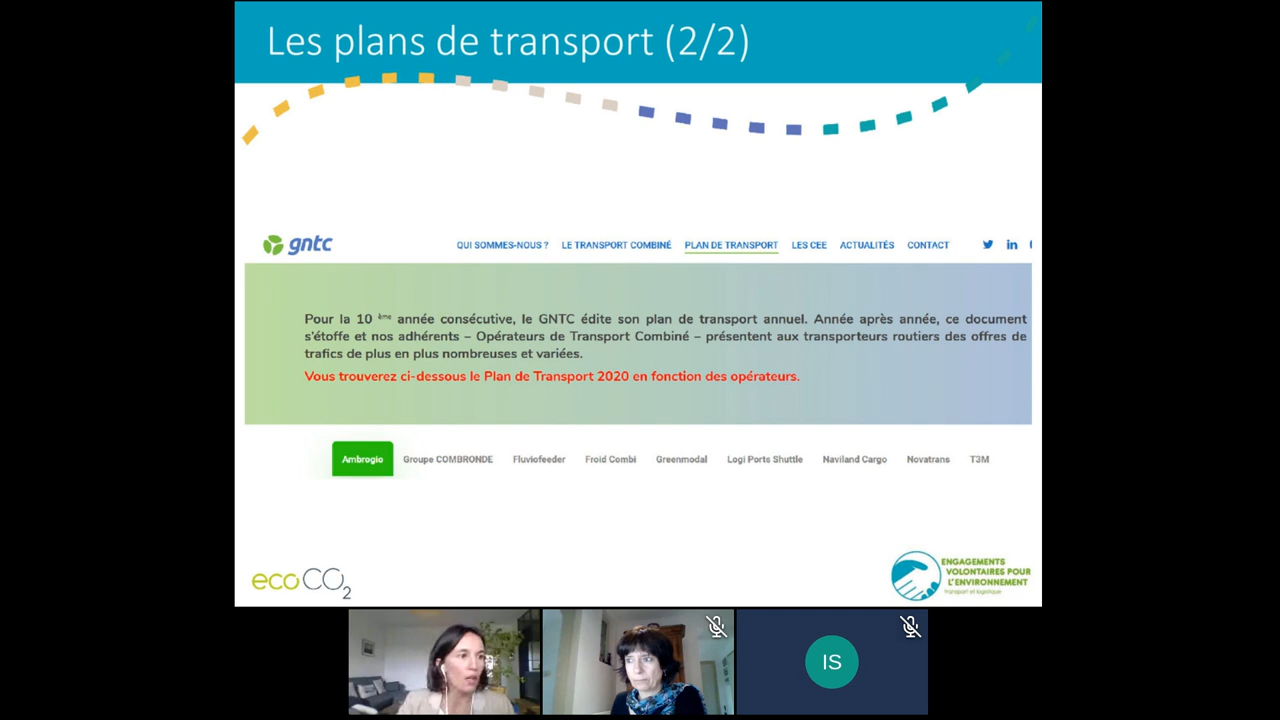 Les plans de transport (2/2)
gntc
QUI SOMMES-NOUS ? LE TRANSPORT COMBINÉ PLAN DE TRANSPORT LES CEE ACTUALITÉS CONTACT
Pour la 10 ème année consécutive, le GNTC édite son plan de transport annuel. Année après année, ce document
s'étoffe et nos adhérents – Opérateurs de Transport Combiné – présentent aux transporteurs routiers des offres de
trafics de plus en plus nombreuses et variées.
Vous trouverez ci-dessous le Plan de Transport 2020 en fonction des opérateurs.
Ambrogio Groupe COMBRONDE Fluviofeeder Froid Combi Greenmodal Logi Ports Shuttle Naviland Cargo Novatrans T3M
ecoCO2
ENGAGEMENTS
VOLONTAIRES POUR
L'ENVIRONNEMENT
transport et logistique
IS